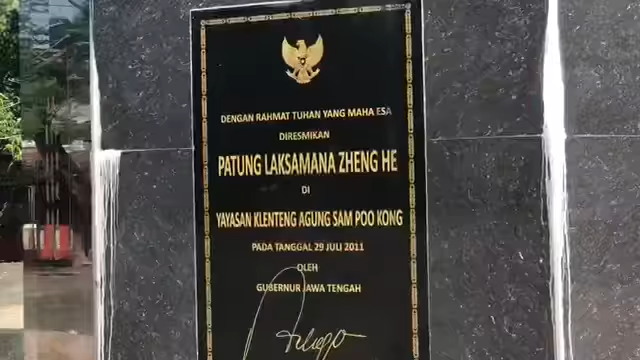 DENGAN RAHMAT TUHAN YANG MAHA ESA
DIRESMIKAN
PATUNG LAKSAMANA ZHENG HE
DI
YAYASAN KLENTENG AGUNG SAM POO KONG
PADA TANGGAL 29 JULI 2011
OLEH
GUBERNUR JAWA TENGAH